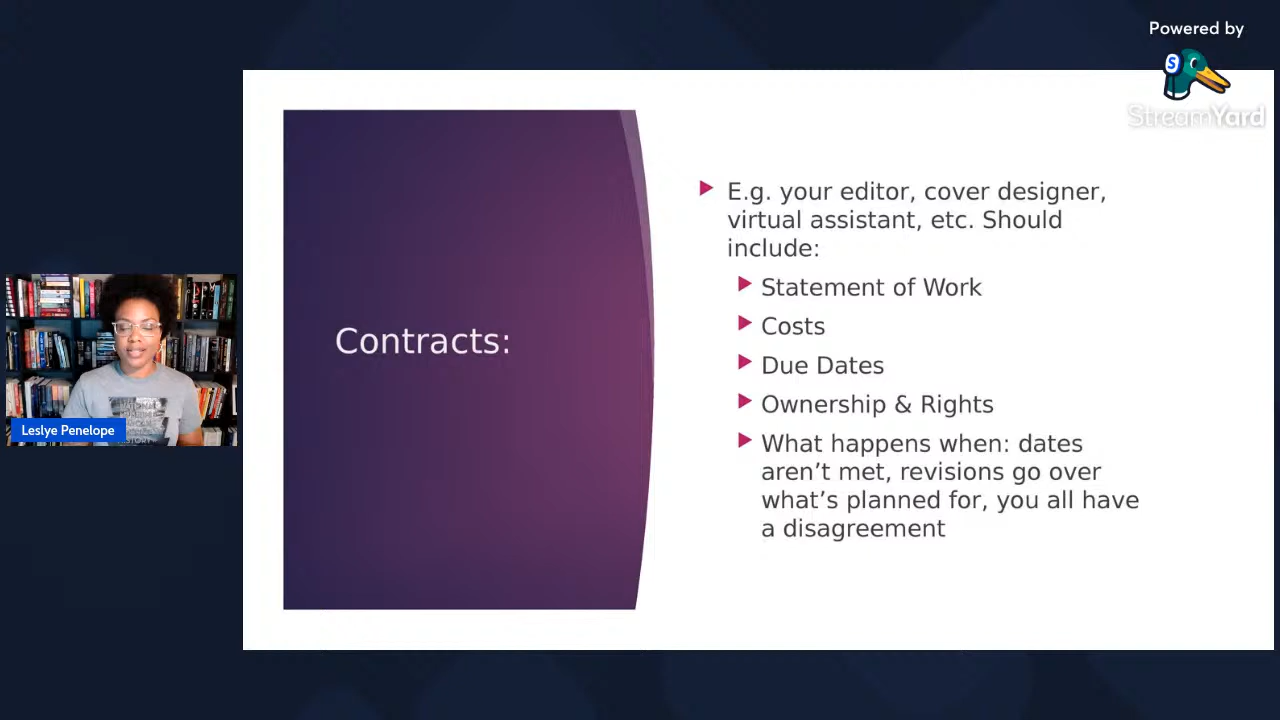 Powered by
StreamYard
E.g. your editor, cover designer,
virtual assistant, etc. Should
include:
Statement of Work
Costs
Due Dates
Ownership & Rights
What happens when: dates
aren’t met, revisions go over
what’s planned for, you all have
a disagreement
Contracts:
Leslye Penelope